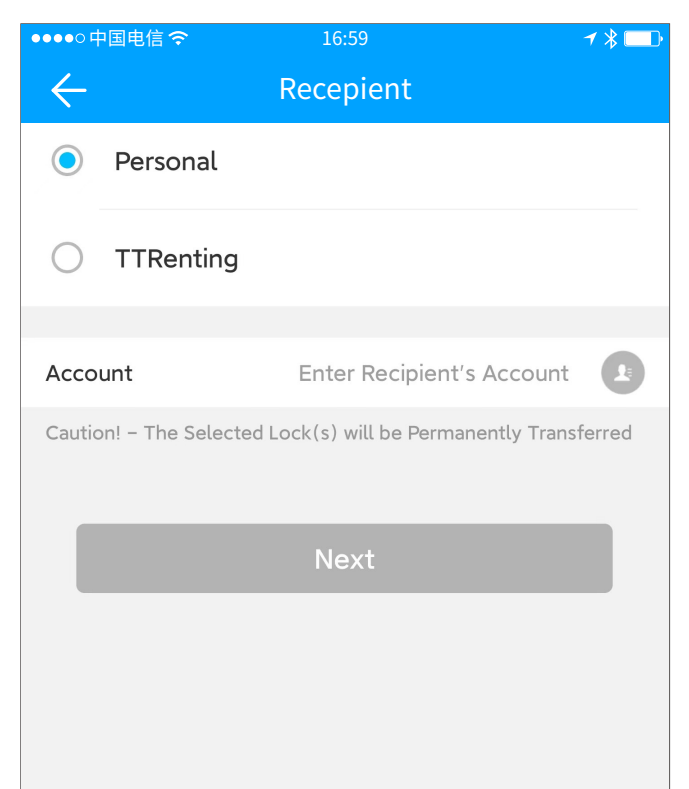 中国电信 16:59
Recepient
Personal
TTRenting
Account Enter Recipient's Account
Caution! - The Selected Lock(s) will be Permanently Transferred
Next